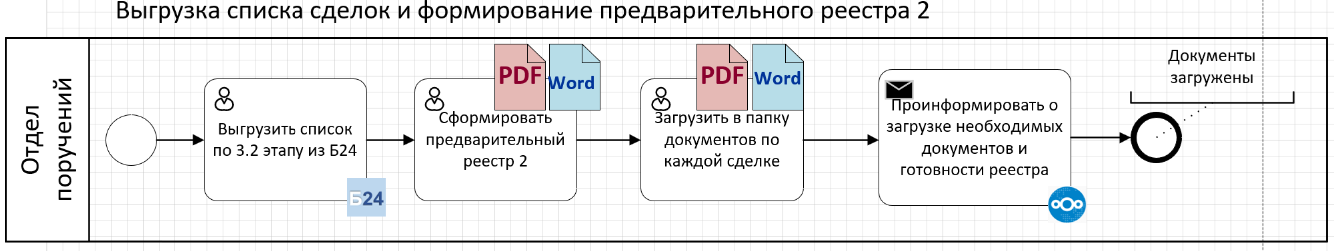 Выгрузка списка сделок и формирование предварительного реестра 2
Отдел
поручений
Выгрузить список
по 3.2 этапу из Б24
Б24
PDF
Word
Сформировать
предварительный
реестр 2
PDF
Word
Загрузить в папку
документов по
каждой сделке
Проинформировать о
загрузке необходимых
документов и
готовности реестра
Документы
загружены